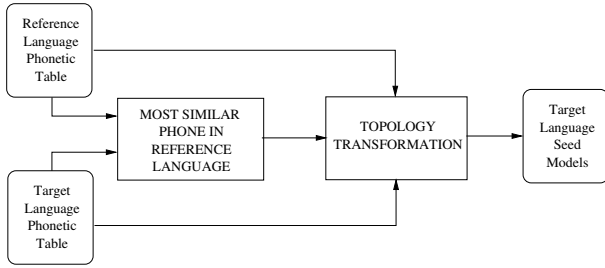 Reference
Language
Phonetic
Table
MOST SIMILAR
PHONE IN
REFERENCE
LANGUAGE
TOPOLOGY
TRANSFORMATION
Target
Language
Seed
Models
Target
Language
Phonetic
Table